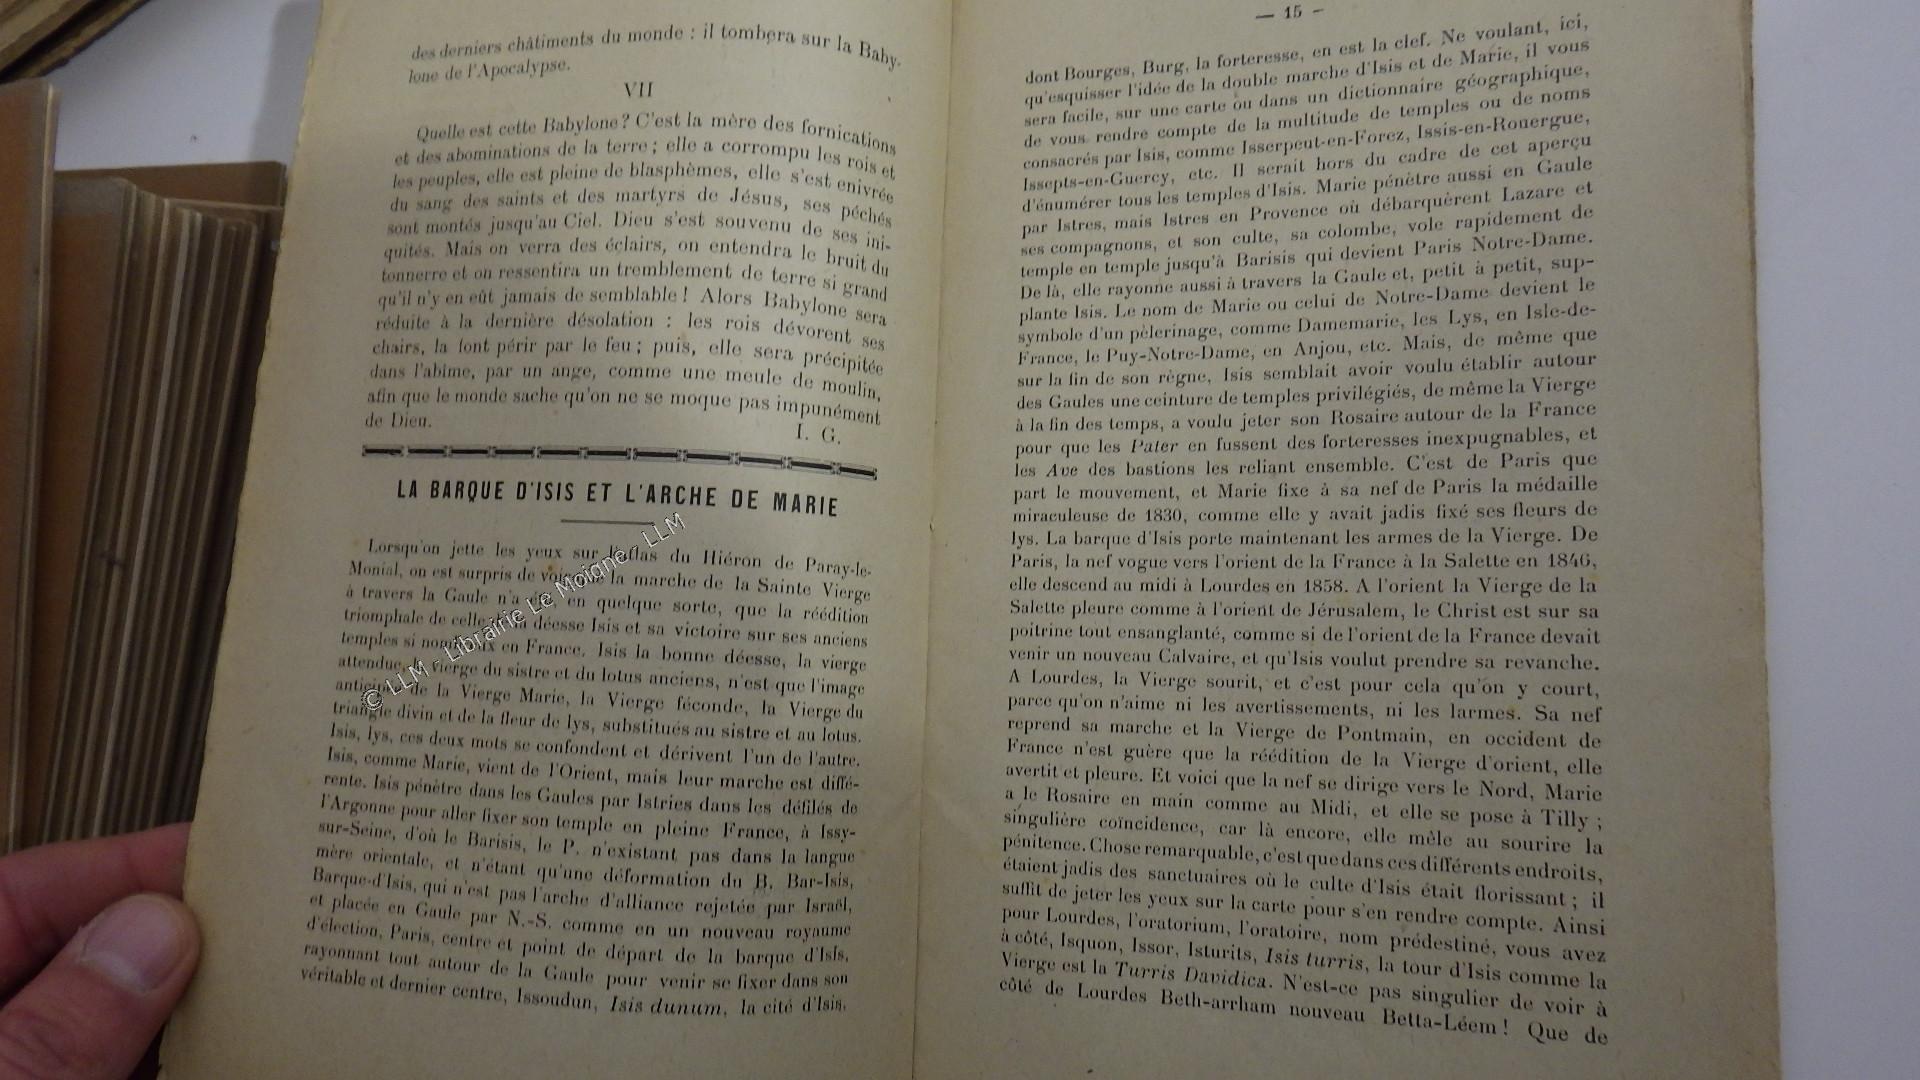 des derniers châtiments du monde : il tombera sur la Baby-
lone de l'Apocalypse.
VII
Quelle est cette Babylone ? C'est la mère des fornications
et des abominations de la terre ; elle a corrompu les rois et
les peuples, elle est pleine de blasphèmes, elle s'est enivrée
du sang des saints et des martyrs de Jésus, ses péchés
sont montés jusqu'au Ciel. Dieu s'est souvenu de ses ini-
quités. Mais on verra des éclairs, on entendra le bruit du
tonnerre et on ressentira un tremblement de terre si grand
qu'il n'y en eût jamais de semblable ! Alors Babylone sera
réduite à la dernière désolation : les rois dévorent ses
chairs, la font périr par le feu ; puis, elle sera précipitée
dans l'abîme, par un ange, comme une meule de moulin,
afin que le monde sache qu'on ne se moque pas impunément
de Dieu.
I. G.
LA BARQUE D'ISIS ET L'ARCHE DE MARIE
Lorsqu'on jette les yeux sur l'atlas du Hiéron de Paray-le-
Monial, on est surpris de voir la marche de la Sainte Vierge
à travers la Gaule n'a été, en quelque sorte, que la réédition
triomphale de celle de la déesse Isis et sa victoire sur ses anciens
temples si nombreux en France. Isis la bonne déesse, la vierge
attendue, la vierge du sistre et du lotus anciens, n'est que l'image
anticipée de la Vierge Marie, la Vierge féconde, la Vierge du
triangle divin et de la fleur de lys, substitués au sistre et au lotus.
Isis, lys, ces deux mots se confondent et dérivent l'un de l'autre.
Isis, comme Marie, vient de l'Orient, mais leur marche est diffé-
rente. Isis pénètre dans les Gaules par Istries dans les défilés de
l'Argonne pour aller fixer son temple en pleine France, à Issy-
sur-Seine, d'où le Barisis, le P. n'existant pas dans la langue
mère orientale, et n'étant qu'une déformation du B. Bar-Isis,
Barque-d'Isis, qui n'est pas l'arche d'alliance rejetée par Israël,
et placée en Gaule par N.-S. comme en un nouveau royaume
d'élection, Paris, centre et point de départ de la barque d'Isis,
rayonnant tout autour de la Gaule pour venir se fixer dans son
véritable et dernier centre, Issoudun, Isis dunum, la cité d'Isis,
© LLM - Librairie Le Moigne - LLM
— 15 —
dont Bourges, Burg, la forteresse, en est la clef. Ne voulant, ici,
qu'esquisser l'idée de la double marche d'Isis et de Marie, il vous
sera facile, sur une carte ou dans un dictionnaire géographique,
de vous rendre compte de la multitude de temples ou de noms
consacrés par Isis, comme Isserpeut-en-Forez, Issis-en-Rouergue,
Issepts-en-Quercy, etc. Il serait hors du cadre de cet aperçu
d'énumérer tous les temples d'Isis. Marie pénètre aussi en Gaule
par Istres, mais Istres en Provence où débarquèrent Lazare et
ses compagnons, et son culte, sa colombe, vole rapidement de
temple en temple jusqu'à Barisis qui devient Paris Notre-Dame.
De là, elle rayonne aussi à travers la Gaule et, petit à petit, sup-
plante Isis. Le nom de Marie ou celui de Notre-Dame devient le
symbole d'un pèlerinage, comme Damemarie, les Lys, en Isle-de-
France, le Puy-Notre-Dame, en Anjou, etc. Mais, de même que
sur la fin de son règne, Isis semblait avoir voulu établir autour
des Gaules une ceinture de temples privilégiés, de même la Vierge
à la fin des temps, a voulu jeter son Rosaire autour de la France
pour que les Pater en fussent des forteresses inexpugnables, et
les Ave des bastions les reliant ensemble. C'est de Paris que
part le mouvement, et Marie fixe à sa nef de Paris la médaille
miraculeuse de 1830, comme elle y avait jadis fixé ses fleurs de
lys. La barque d'Isis porte maintenant les armes de la Vierge. De
Paris, la nef vogue vers l'orient de la France à la Salette en 1846,
elle descend au midi à Lourdes en 1858. A l'orient la Vierge de la
Salette pleure comme à l'orient de Jérusalem, le Christ est sur sa
poitrine tout ensanglanté, comme si de l'orient de la France devait
venir un nouveau Calvaire, et qu'Isis voulut prendre sa revanche.
A Lourdes, la Vierge sourit, et c'est pour cela qu'on y court,
parce qu'on n'aime ni les avertissements, ni les larmes. Sa nef
reprend sa marche et la Vierge de Pontmain, en occident de
France n'est guère que la réédition de la Vierge d'orient, elle
avertit et pleure. Et voici que la nef se dirige vers le Nord, Marie
a le Rosaire en main comme au Midi, et elle se pose à Tilly ;
singulière coïncidence, car là encore, elle mêle au sourire la
pénitence. Chose remarquable, c'est que dans ces différents endroits,
étaient jadis des sanctuaires où le culte d'Isis était florissant ; il
suffit de jeter les yeux sur la carte pour s'en rendre compte. Ainsi
pour Lourdes, l'oratorium, l'oratoire, nom prédestiné, vous avez
à côté, Isquon, Issor, Isturits, Isis turris, la tour d'Isis comme la
Vierge est la Turris Davidica. N'est-ce pas singulier de voir à
côté de Lourdes Beth-arrham nouveau Betta-Léem ! Que de